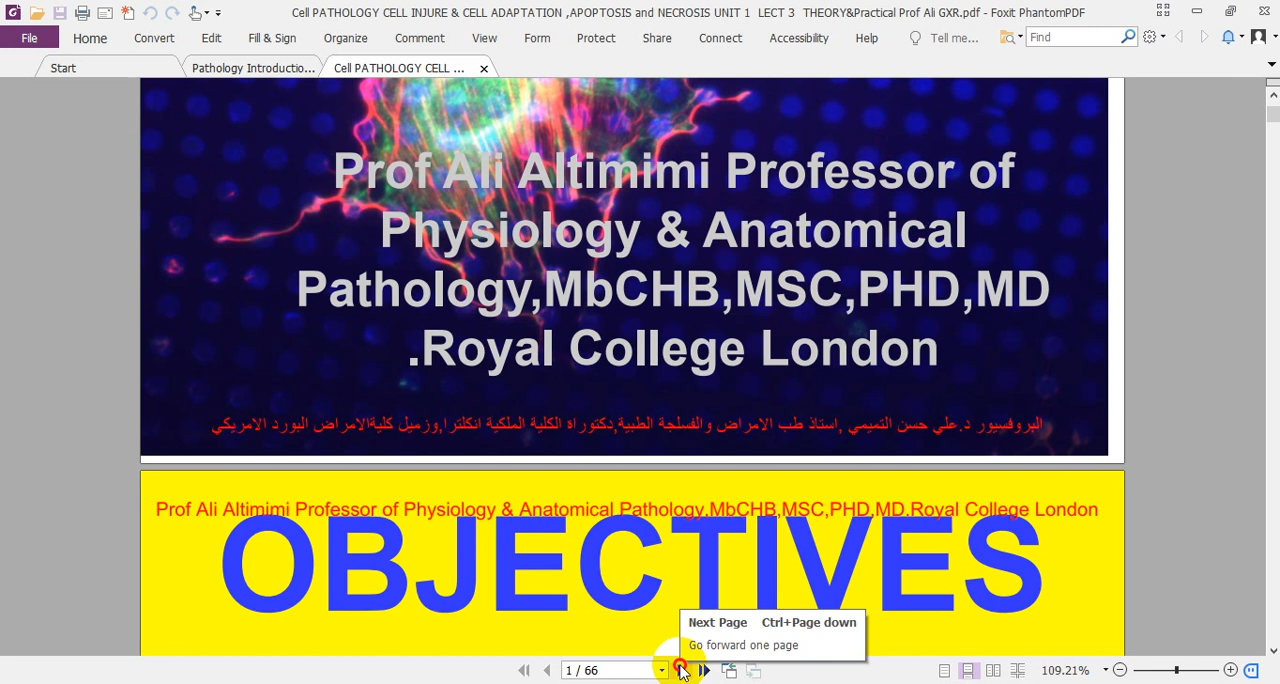 Cell PATHOLOGY CELL INJURE & CELL ADAPTATION ,APOPTOSIS and NECROSIS UNIT 1 LECT 3 THEORY&Practical Prof Ali GXR.pdf - Foxit PhantomPDF
File Home Convert Edit Fill & Sign Organize Comment View Form Protect Share Connect Accessibility Help Tell me... Find
Start Pathology Introductio... Cell PATHOLOGY CELL ...
Prof Ali Altimimi Professor of
Physiology & Anatomical
Pathology,MbCHB,MSC,PHD,MD
.Royal College London
البروفسيور د.علي حسن التميمي ,استاذ طب الامراض والفسلجة الطبية,دكتوراه الكلية الملكية انكلترا,وزميل كليةالامراض البورد الامريكي
Prof Ali Altimimi Professor of Physiology & Anatomical Pathology,MbCHB,MSC,PHD,MD.Royal College London
OBJECTIVES
Next Page Ctrl+Page down
Go forward one page
1 / 66 109.21%